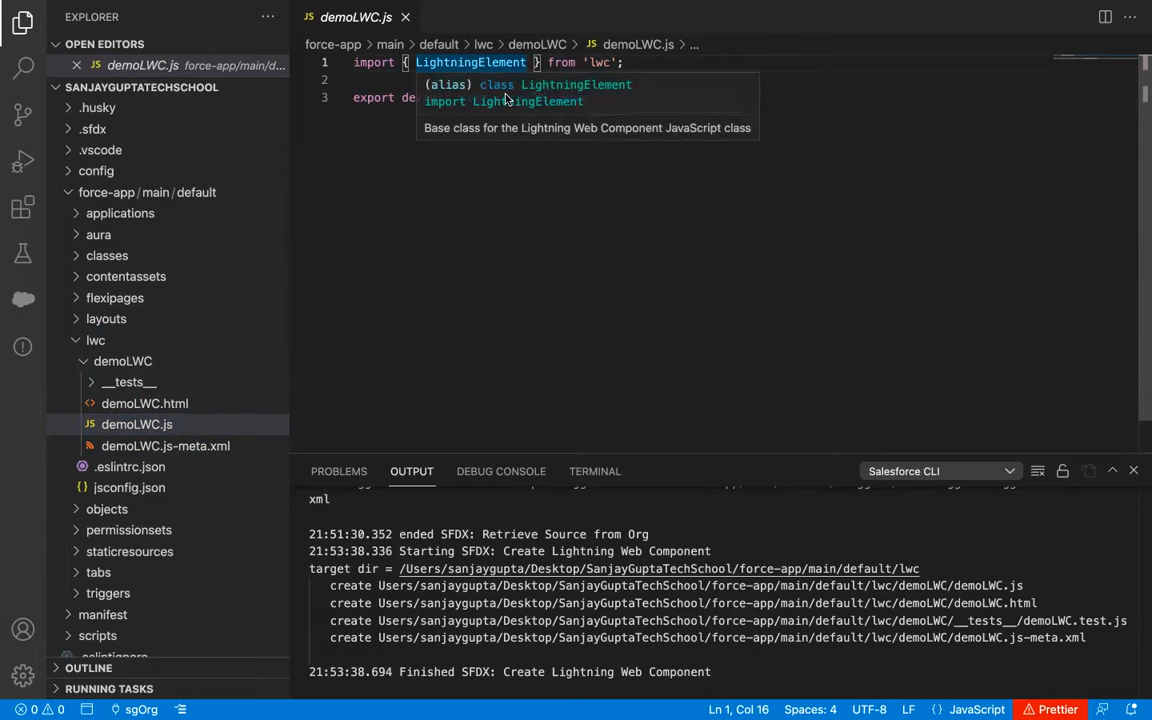 EXPLORER
OPEN EDITORS
demoLWC.js force-app/main/d...
SANJAYGUPTATECHSCHOOL
.husky
.sfdx
.vscode
config
force-app/main/default
applications
aura
classes
contentassets
flexipages
layouts
lwc
demoLWC
__tests__
demoLWC.html
JS demoLWC.js
demoLWC.js-meta.xml
.eslintrc.json
jsconfig.json
objects
permissionsets
staticresources
tabs
triggers
manifest
scripts
OUTLINE
RUNNING TASKS
JS demoLWC.js
force-app > main > default > lwc > demoLWC > JS demoLWC.js > ...
1 import { LightningElement } from 'lwc';
2
3 export de
(alias) class LightningElement
import LightningElement
Base class for the Lightning Web Component JavaScript class
PROBLEMS OUTPUT DEBUG CONSOLE TERMINAL Salesforce CLI
xml
21:51:30.352 ended SFDX: Retrieve Source from Org
21:53:38.336 Starting SFDX: Create Lightning Web Component
target dir = /Users/sanjaygupta/Desktop/SanjayGuptaTechSchool/force-app/main/default/lwc
create Users/sanjaygupta/Desktop/SanjayGuptaTechSchool/force-app/main/default/lwc/demoLWC/demoLWC.js
create Users/sanjaygupta/Desktop/SanjayGuptaTechSchool/force-app/main/default/lwc/demoLWC/demoLWC.html
create Users/sanjaygupta/Desktop/SanjayGuptaTechSchool/force-app/main/default/lwc/demoLWC/__tests__/demoLWC.test.js
create Users/sanjaygupta/Desktop/SanjayGuptaTechSchool/force-app/main/default/lwc/demoLWC/demoLWC.js-meta.xml
21:53:38.694 Finished SFDX: Create Lightning Web Component
0 0 sgOrg Ln 1, Col 16 Spaces: 4 UTF-8 LF {} JavaScript Prettier